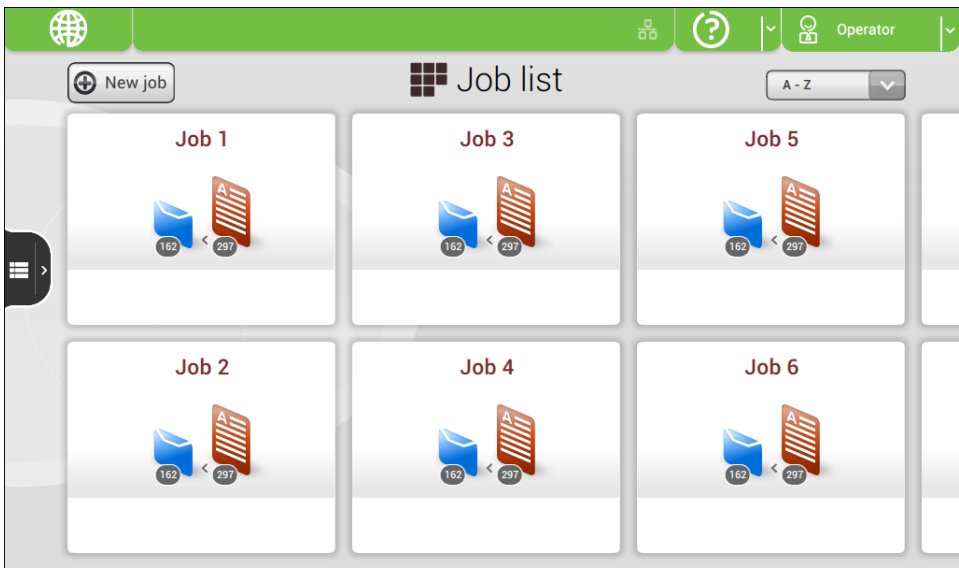 Operator
New job
Job list
A - Z
Job 1
Job 3
Job 5
A
162 < 297
A
162 < 297
A
162 < 297
Job 2
Job 4
Job 6
A
162 < 297
A
162 < 297
A
162 < 297